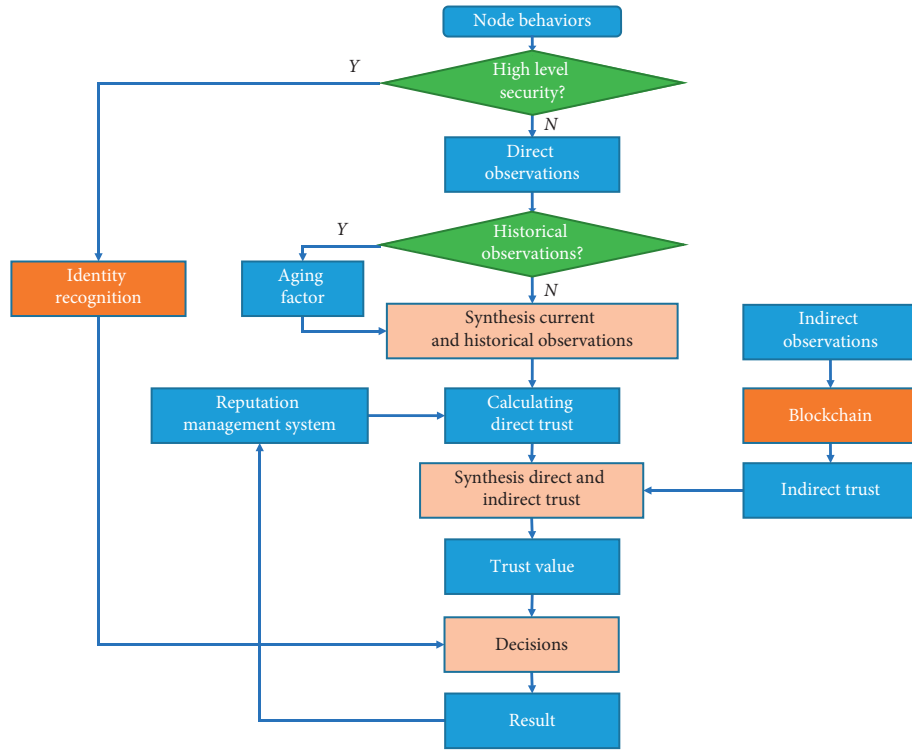 Node behaviors
Y
High level
security?
N
Direct
observations
Y
Historical
observations?
Identity
recognition
Aging
factor
N
Synthesis current
and historical observations
Indirect
observations
Reputation
management system
Calculating
direct trust
Blockchain
Synthesis direct and
indirect trust
Indirect trust
Trust value
Decisions
Result